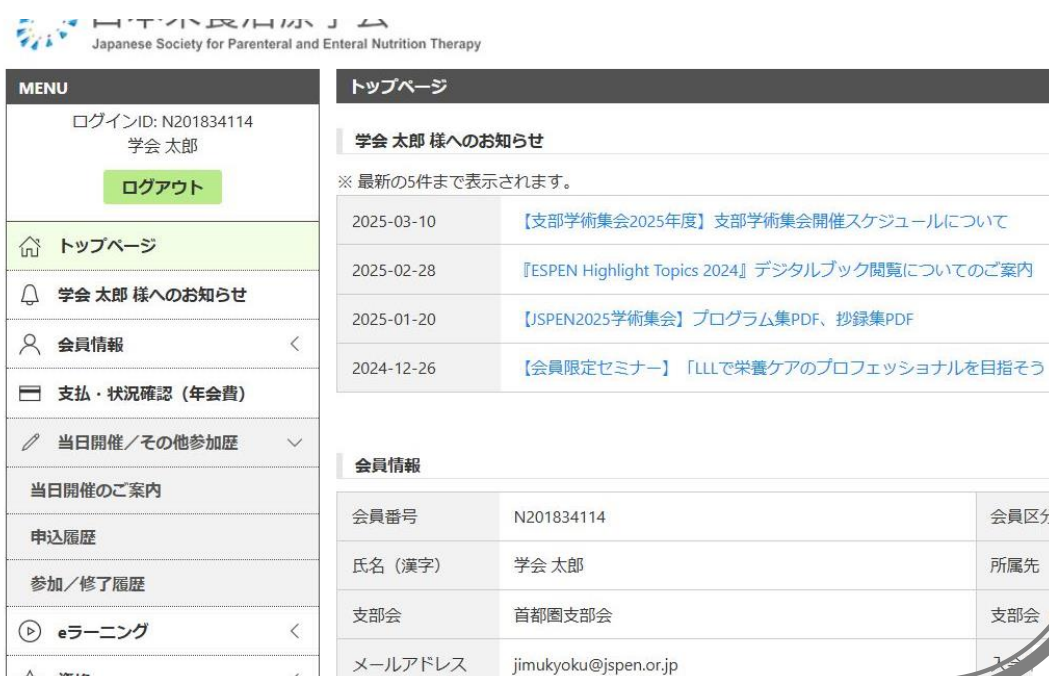 Japanese Society for Parenteral and Enteral Nutrition Therapy
MENU
ログインID: N201834114
学会 太郎
ログアウト
トップページ
学会 太郎 様へのお知らせ
会員情報
支払・状況確認（年会費）
当日開催／その他参加歴
当日開催のご案内
申込履歴
参加／修了履歴
eラーニング
トップページ
学会 太郎 様へのお知らせ
※ 最新の5件まで表示されます。
2025-03-10 【支部学術集会2025年度】支部学術集会開催スケジュールについて
2025-02-28 『ESPEN Highlight Topics 2024』デジタルブック閲覧についてのご案内
2025-01-20 【JSPEN2025学術集会】プログラム集PDF、抄録集PDF
2024-12-26 【会員限定セミナー】「LLLで栄養ケアのプロフェッショナルを目指そう
会員情報
会員番号 N201834114 会員区分
氏名（漢字） 学会 太郎 所属先
支部会 首都圏支部会 支部会
メールアドレス jimukyoku@jspen.or.jp